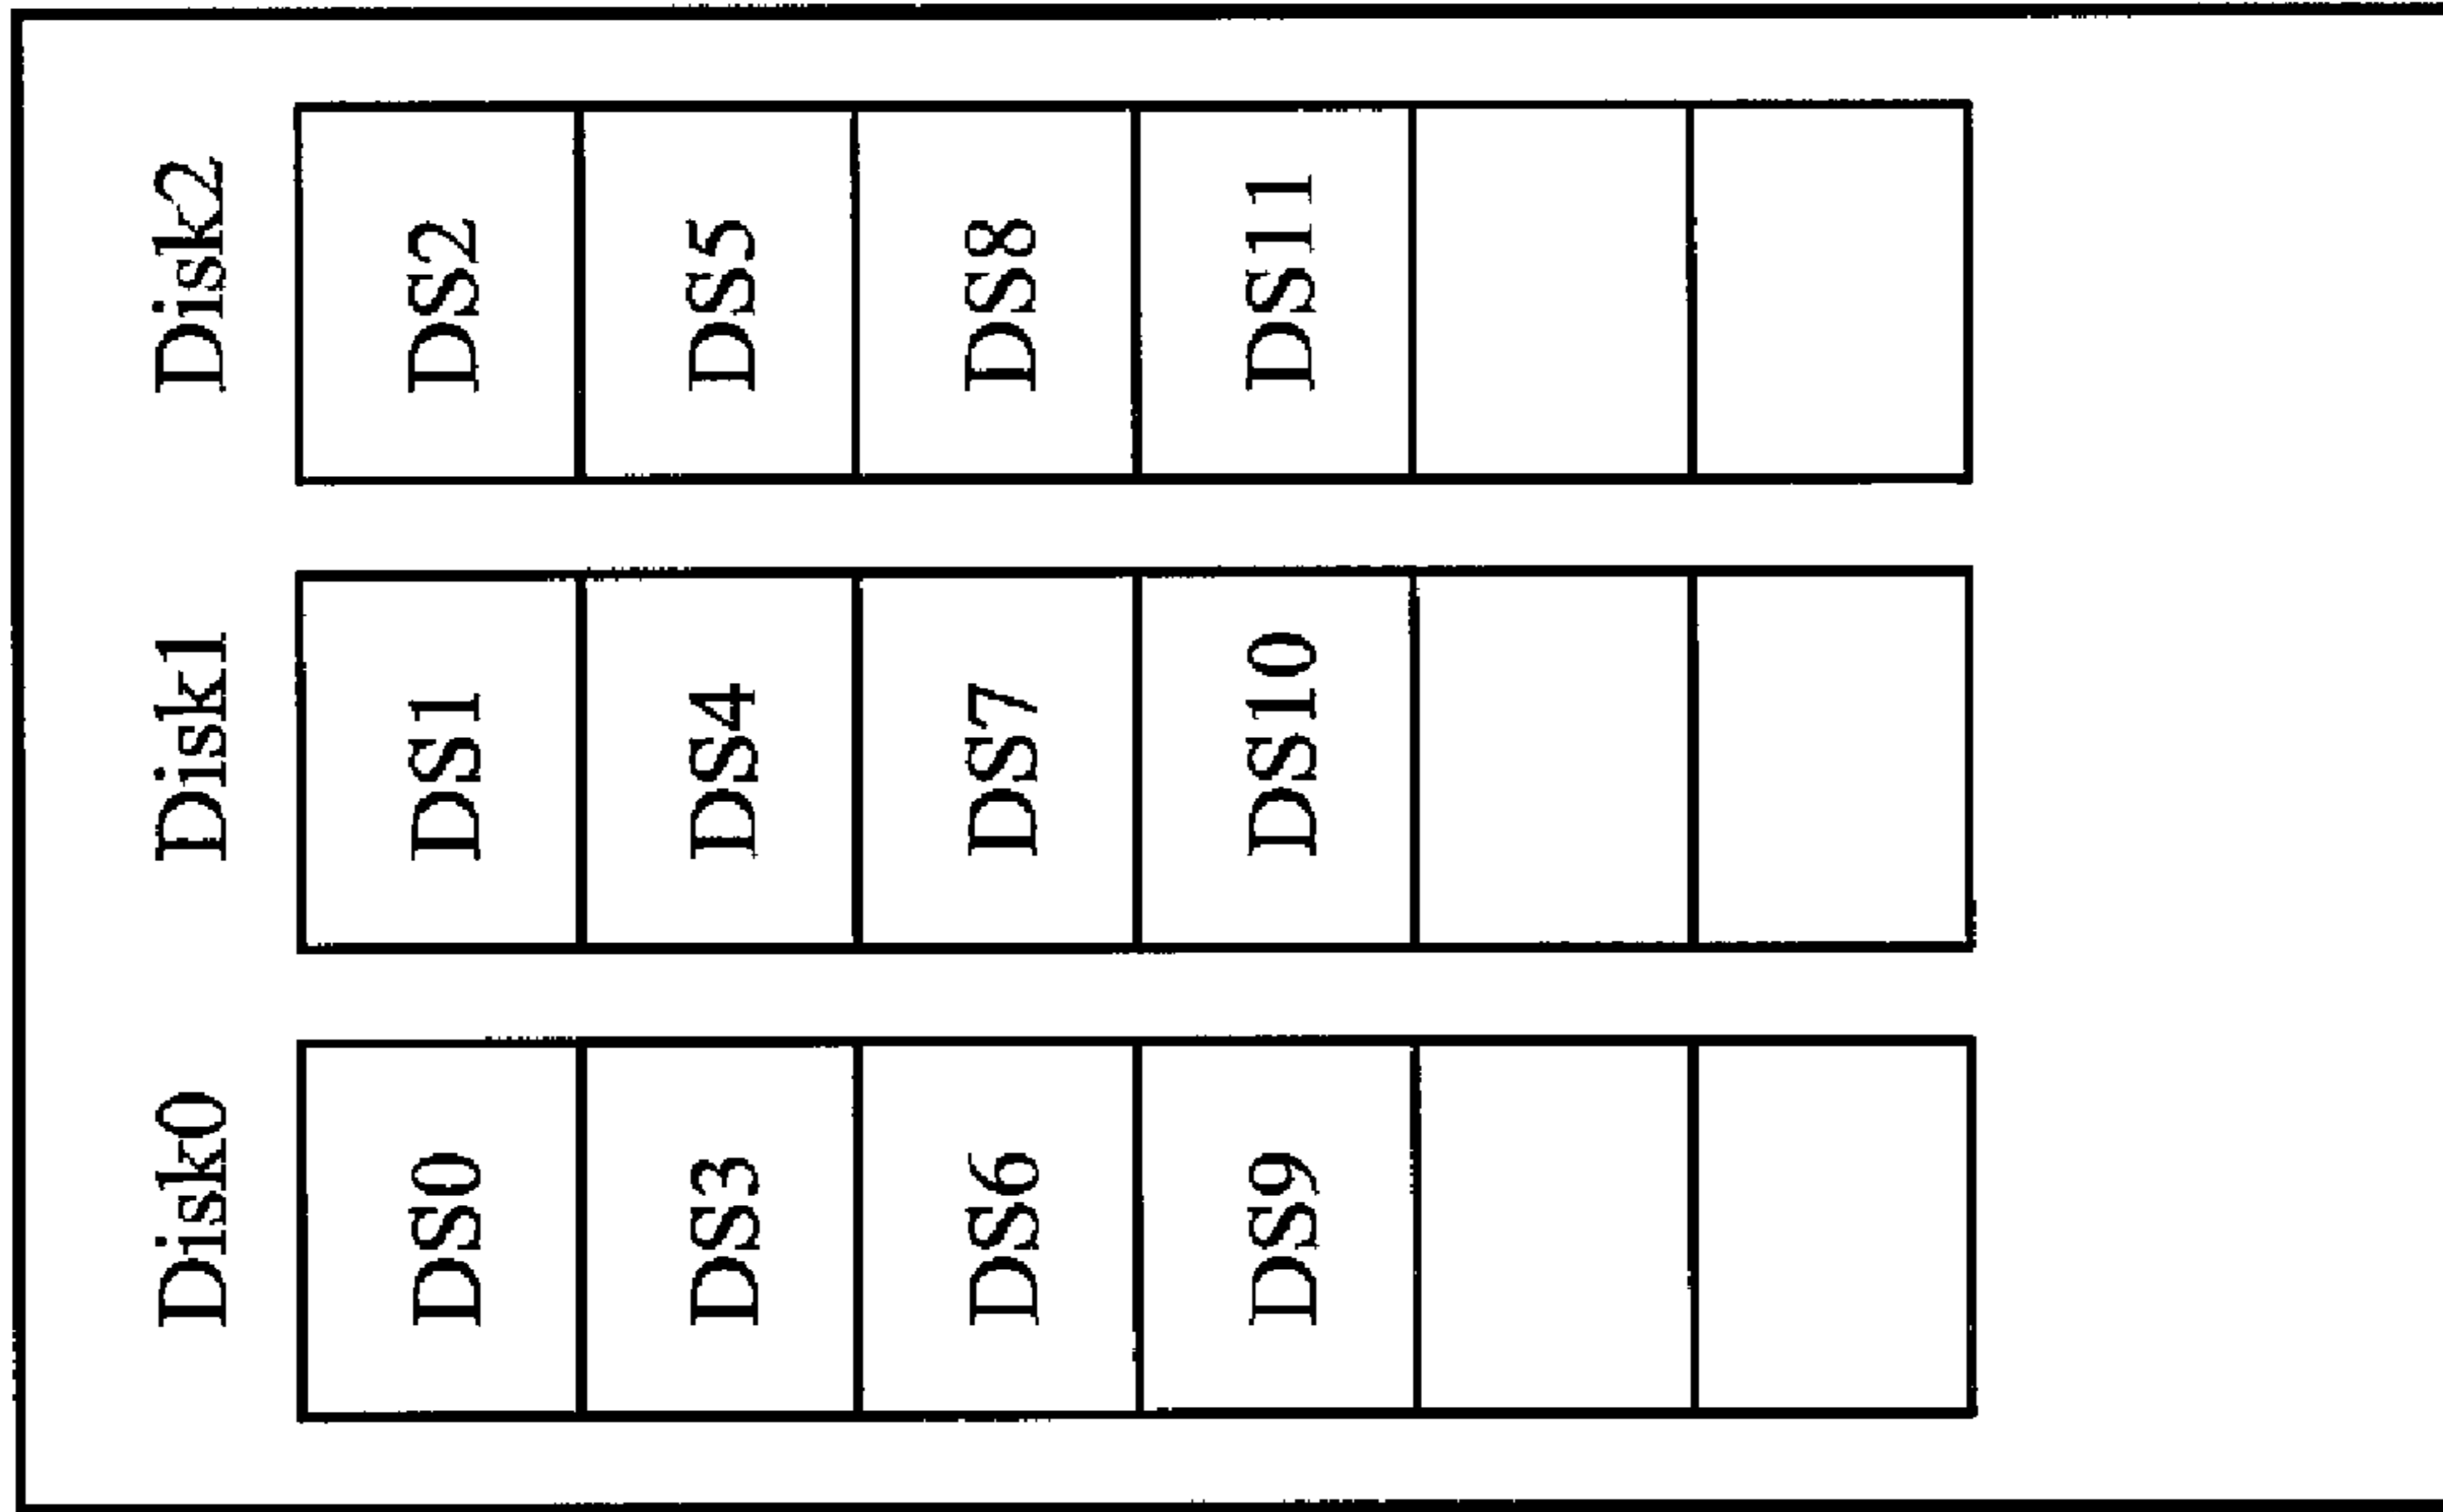 Disk0 Disk1 Disk2
DS0 DS1 DS2
DS3 DS4 DS5
DS6 DS7 DS8
DS9 DS10 DS11